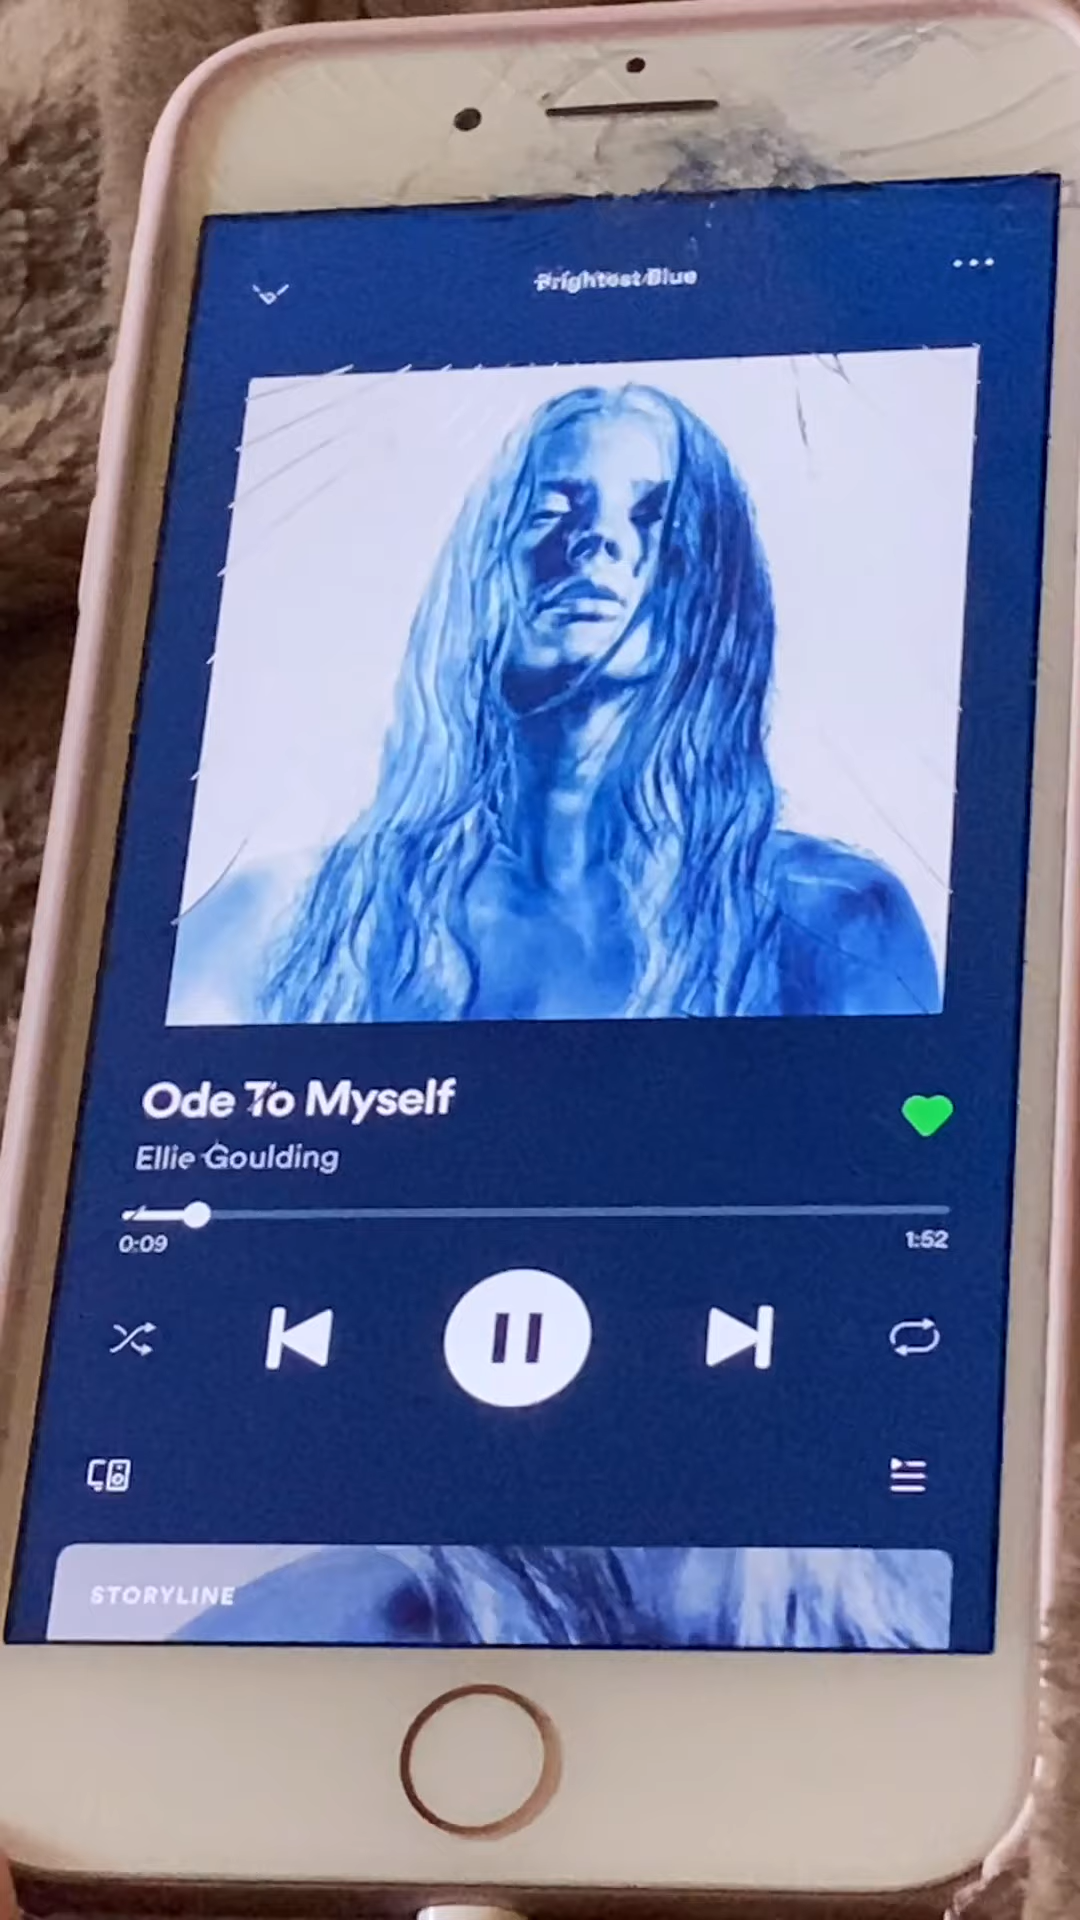 Brightest Blue
Ode To Myself
Ellie Goulding
0:09
1:52
STORYLINE